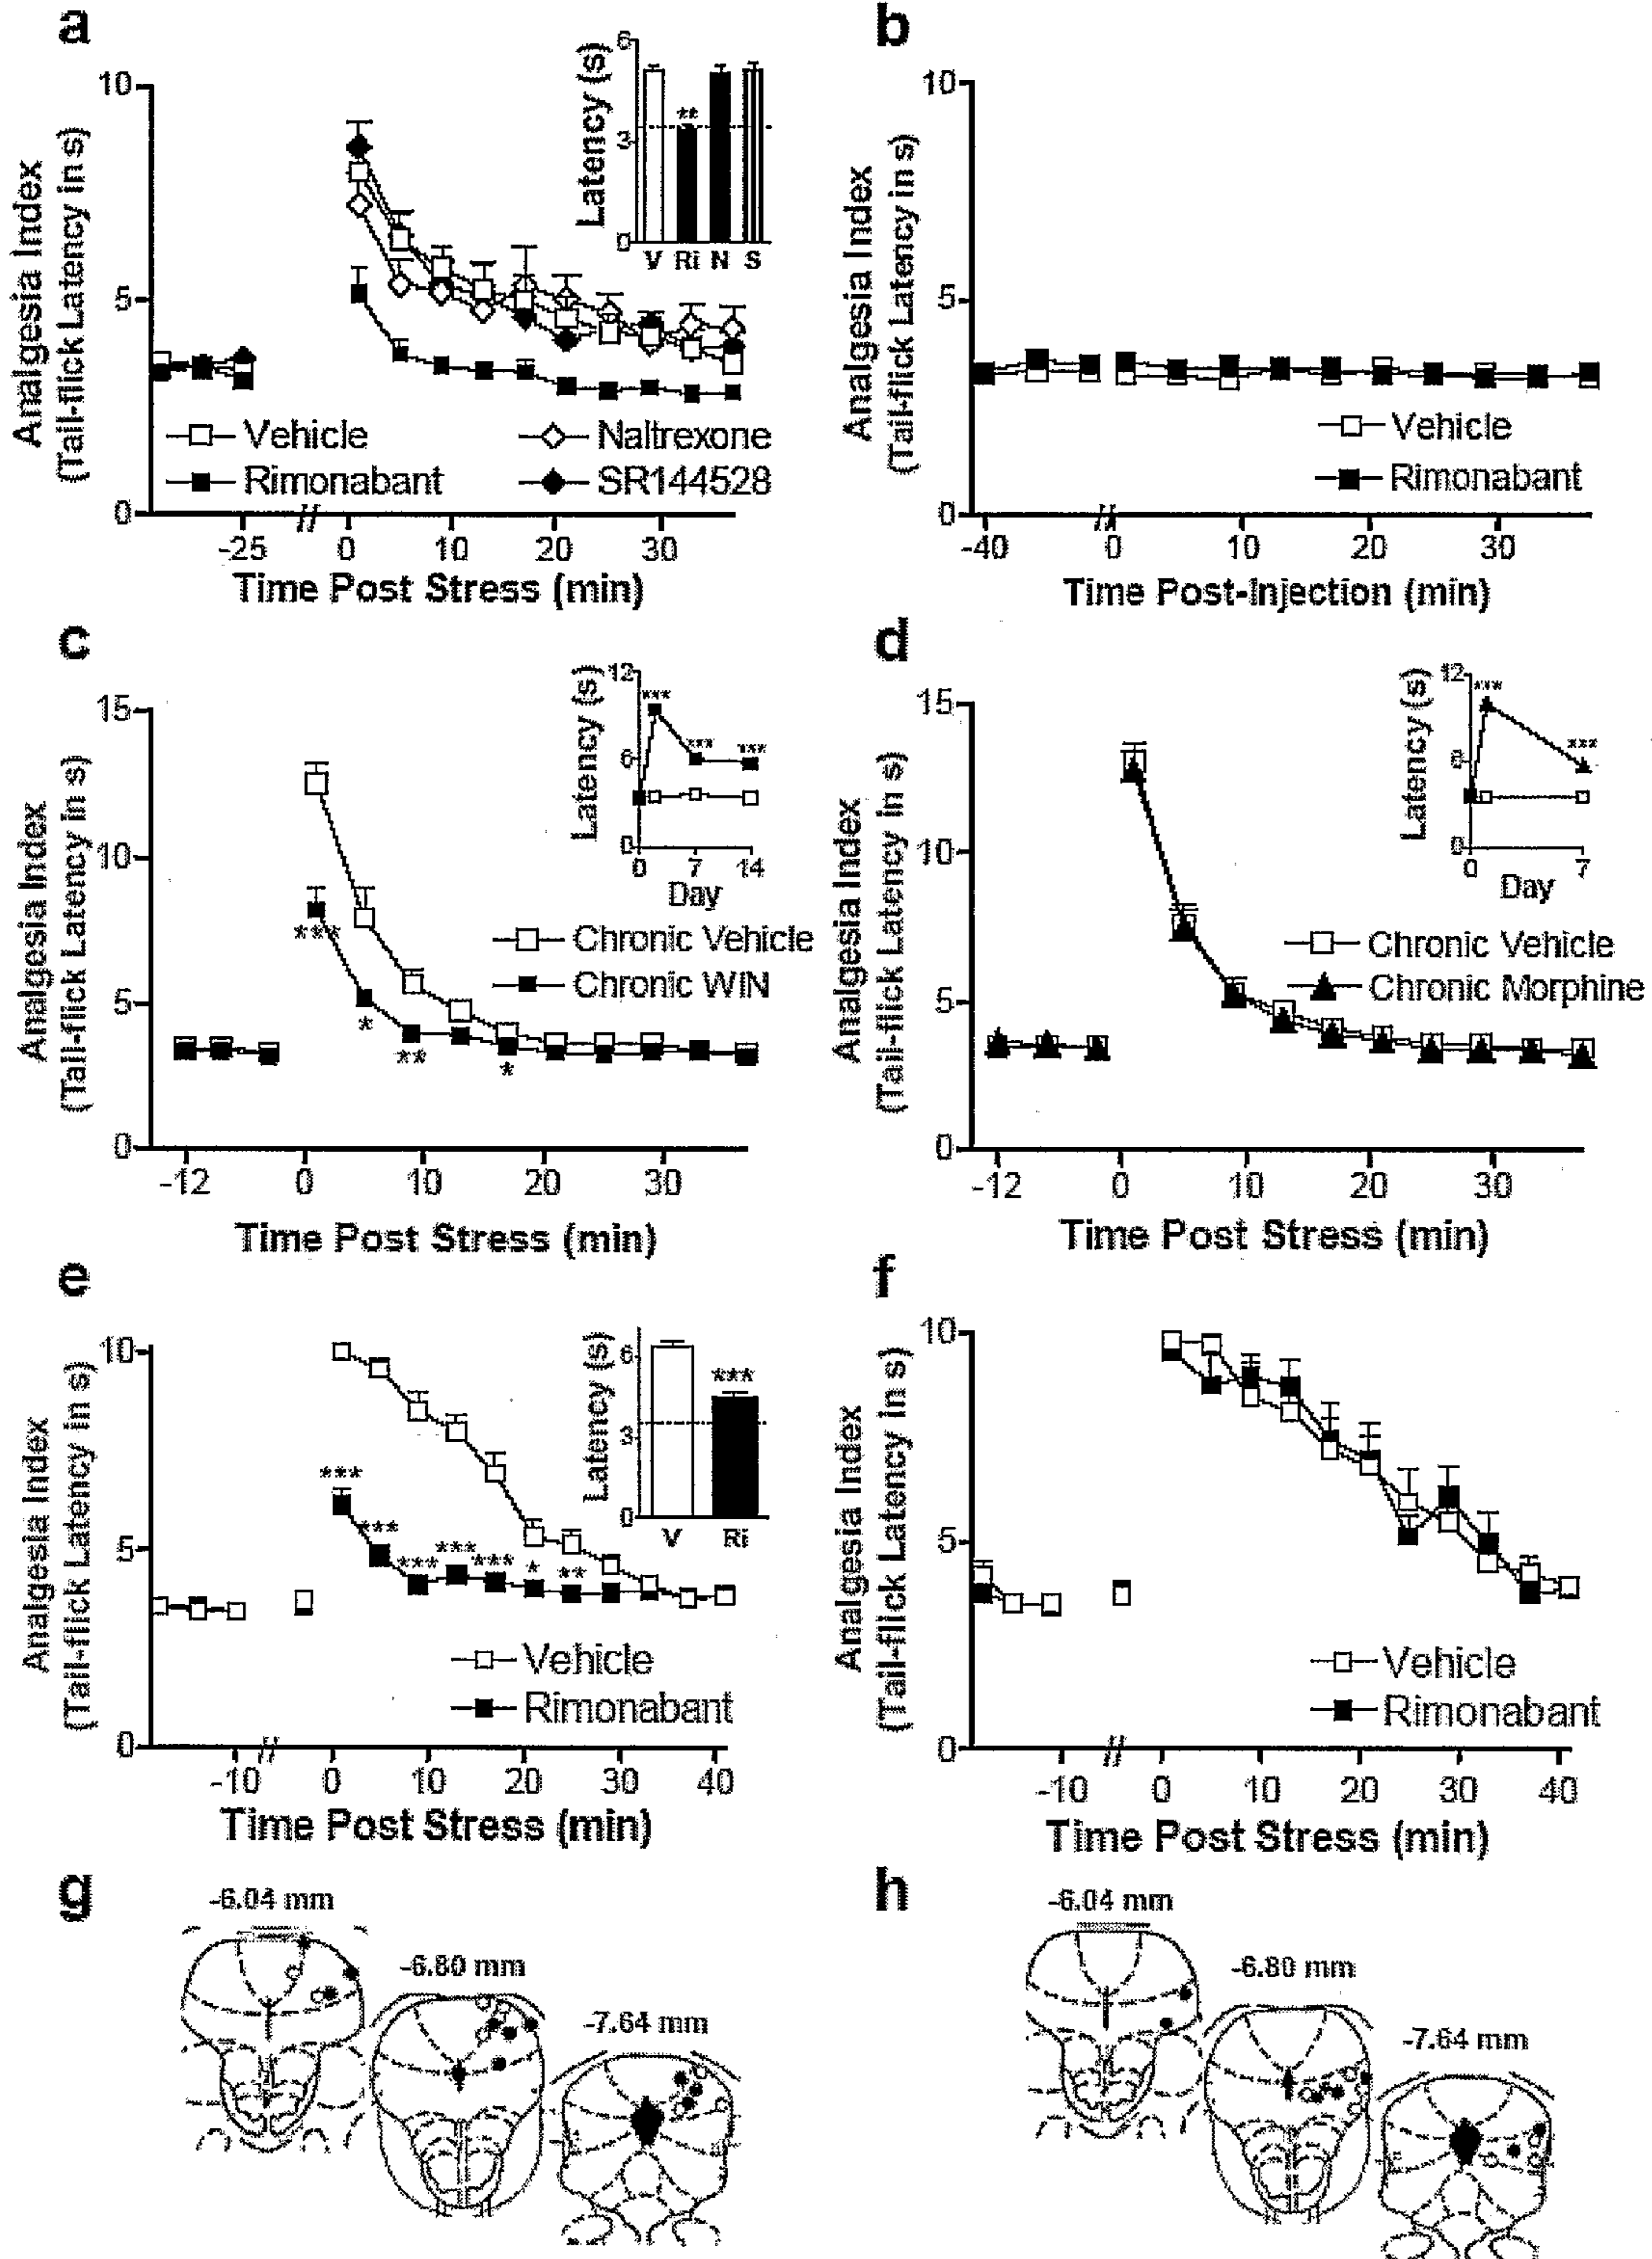 a
Analgesia Index
(Tail-flick Latency in s)
10
5
0
Latency (s)
6
3
0
**
V Ri N S
Vehicle
Naltrexone
Rimonabant
SR144528
-25 0 10 20 30
Time Post Stress (min)
b
Analgesia Index
(Tail-flick Latency in s)
10
5
0
Vehicle
Rimonabant
-40 0 10 20 30
Time Post-Injection (min)
c
Analgesia Index
(Tail-flick Latency in s)
15
10
5
0
Latency (s)
12
6
0
*** *** ***
0 7 14
Day
Chronic Vehicle
Chronic WIN
***
*
**
*
-12 0 10 20 30
Time Post Stress (min)
d
Analgesia Index
(Tail-flick Latency in s)
15
10
5
0
Latency (s)
12
6
0
*** ***
0 7
Day
Chronic Vehicle
Chronic Morphine
-12 0 10 20 30
Time Post Stress (min)
e
Analgesia Index
(Tail-flick Latency in s)
10
5
0
Latency (s)
6
3
0
***
V Ri
***
***
*** *** *** * **
Vehicle
Rimonabant
-10 0 10 20 30 40
Time Post Stress (min)
f
Analgesia Index
(Tail-flick Latency in s)
10
5
0
Vehicle
Rimonabant
-10 0 10 20 30 40
Time Post Stress (min)
g
-6.04 mm
-6.80 mm
-7.64 mm
h
-6.04 mm
-6.80 mm
-7.64 mm